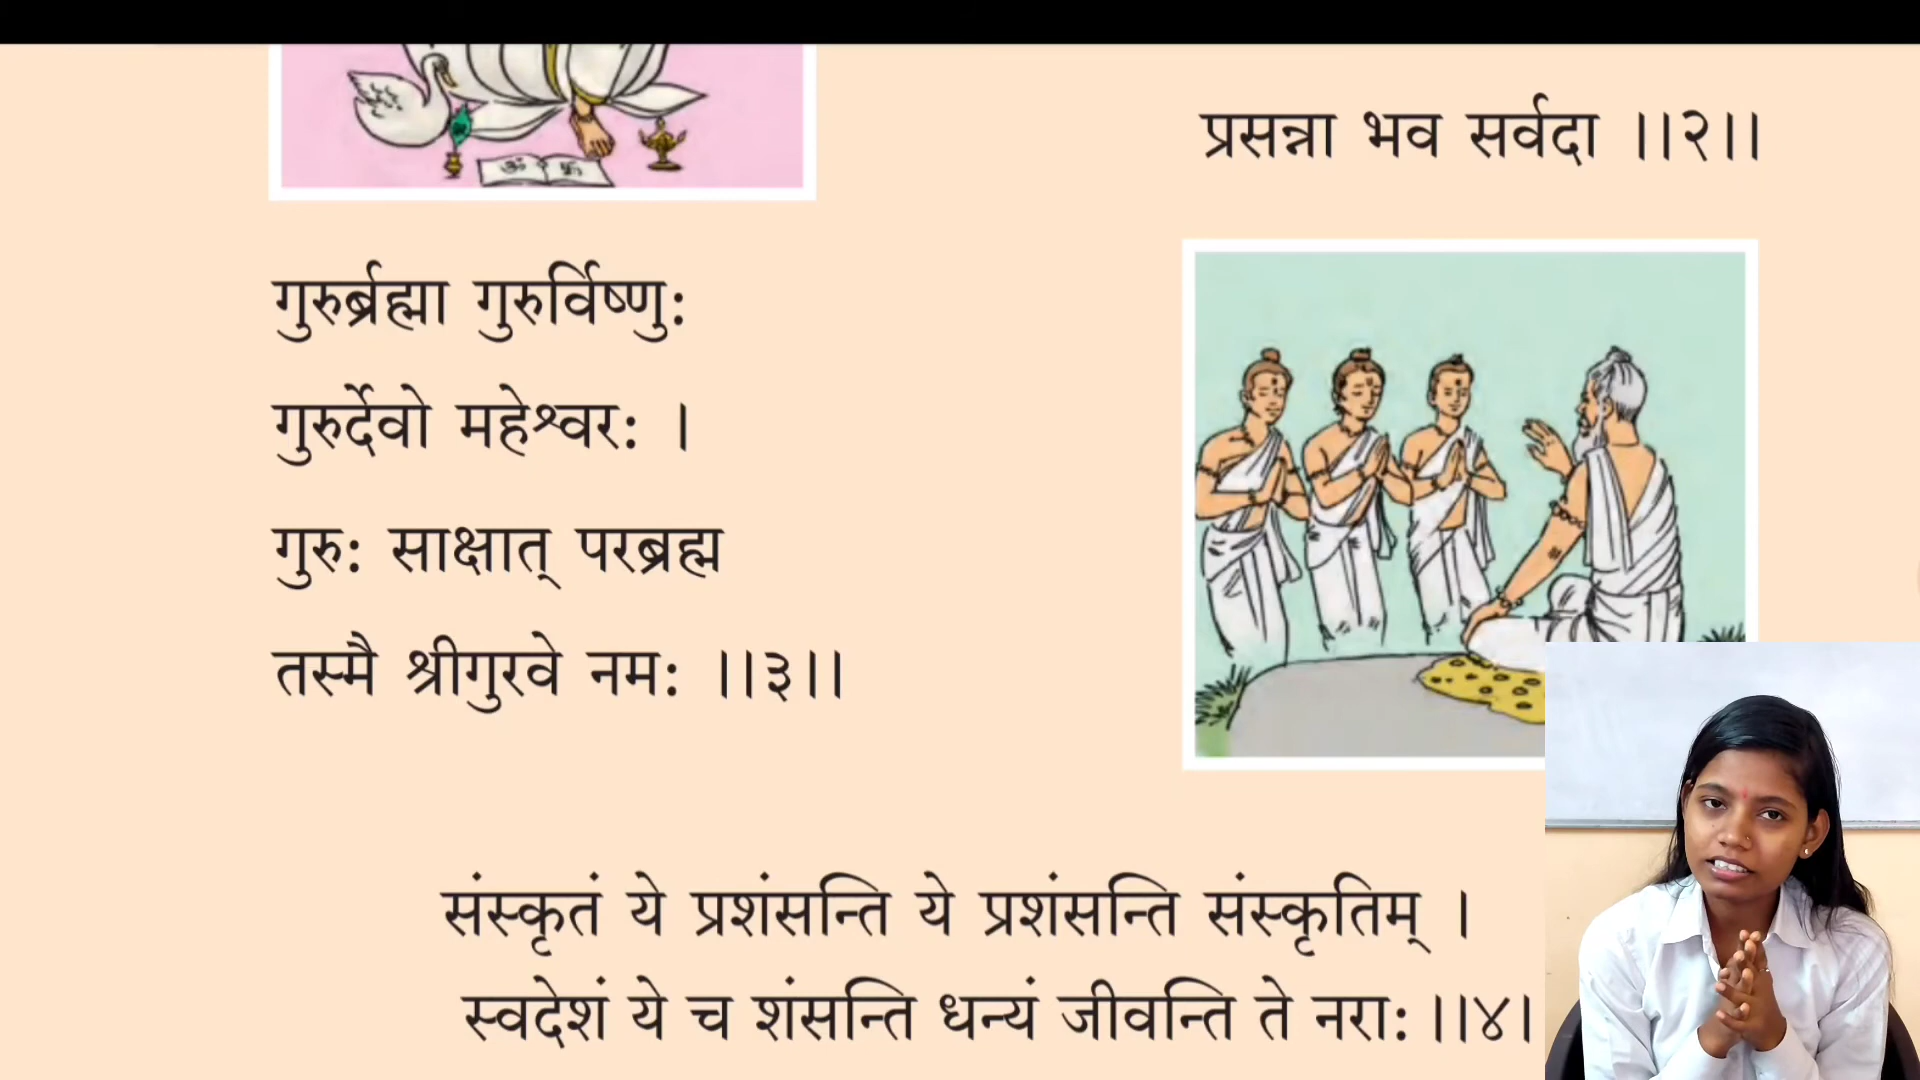 प्रसन्ना भव सर्वदा ।।२।।
गुरुर्ब्रह्मा गुरुर्विष्णुः
गुरुर्देवो महेश्वरः ।
गुरुः साक्षात् परब्रह्म
तस्मै श्रीगुरवे नमः ।।३।।
संस्कृतं ये प्रशंसन्ति ये प्रशंसन्ति संस्कृतिम् ।
स्वदेशं ये च शंसन्ति धन्यं जीवन्ति ते नराः ।।४।